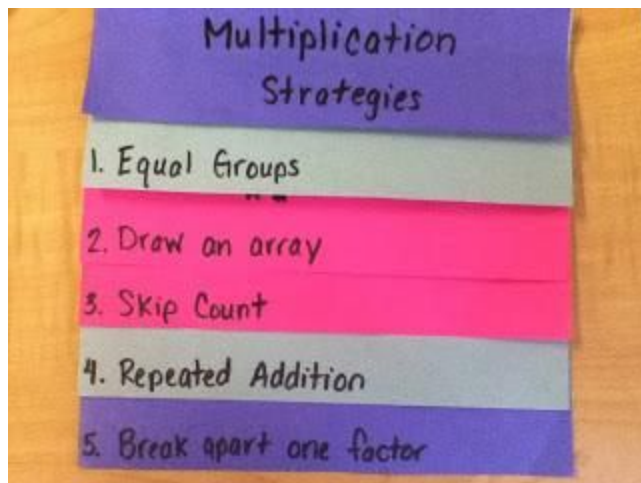 Multiplication
Strategies
1. Equal Groups
2. Draw an array
3. Skip Count
4. Repeated Addition
5. Break apart one factor